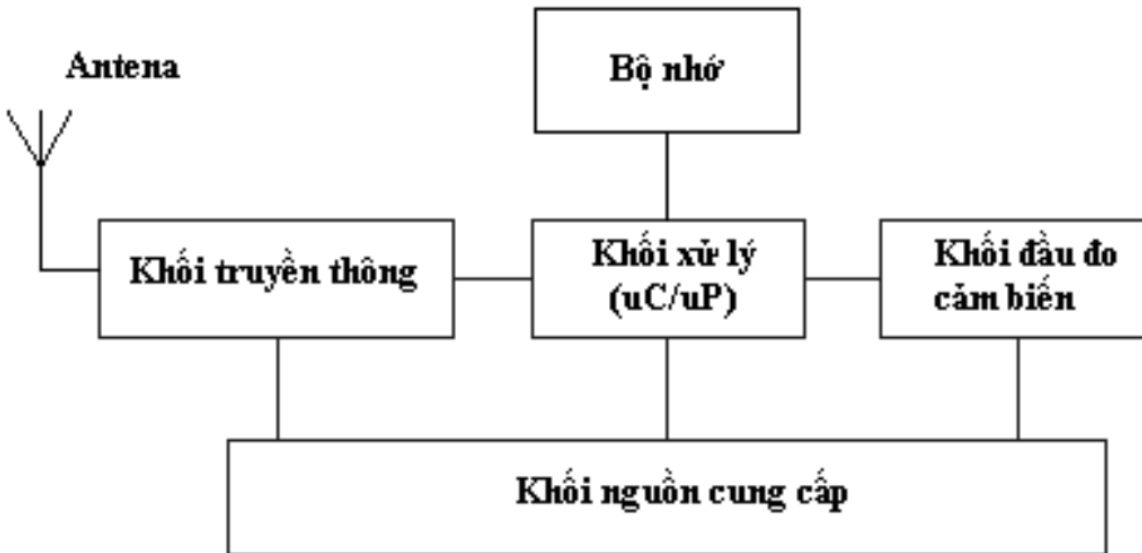 Antena
Bộ nhớ
Khối truyền thông
Khối xử lý
(uC/uP)
Khối đầu đo
cảm biến
Khối nguồn cung cấp